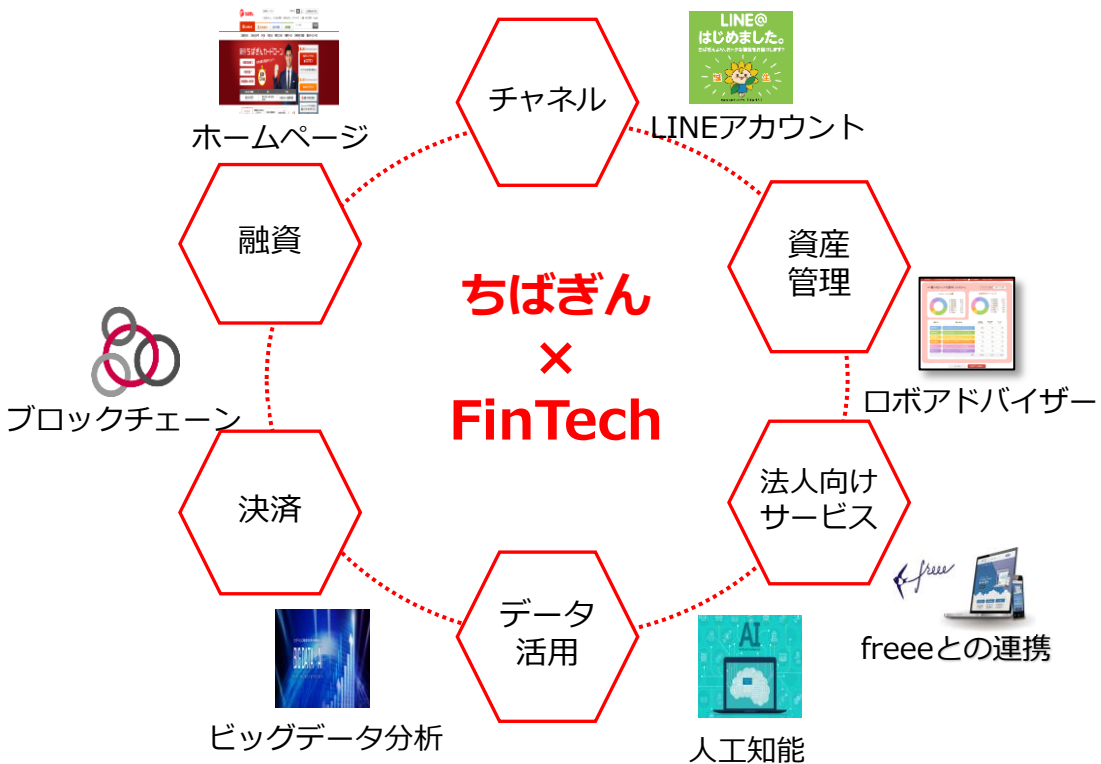 LINE@
はじめました。
チャネル
ホームページ
LINEアカウント
融資
資産
管理
ちばぎん
×
FinTech
ロボアドバイザー
ブロックチェーン
決済
法人向け
サービス
freee
freeeとの連携
データ
活用
BIGDATA×AI
AI
ビッグデータ分析
人工知能